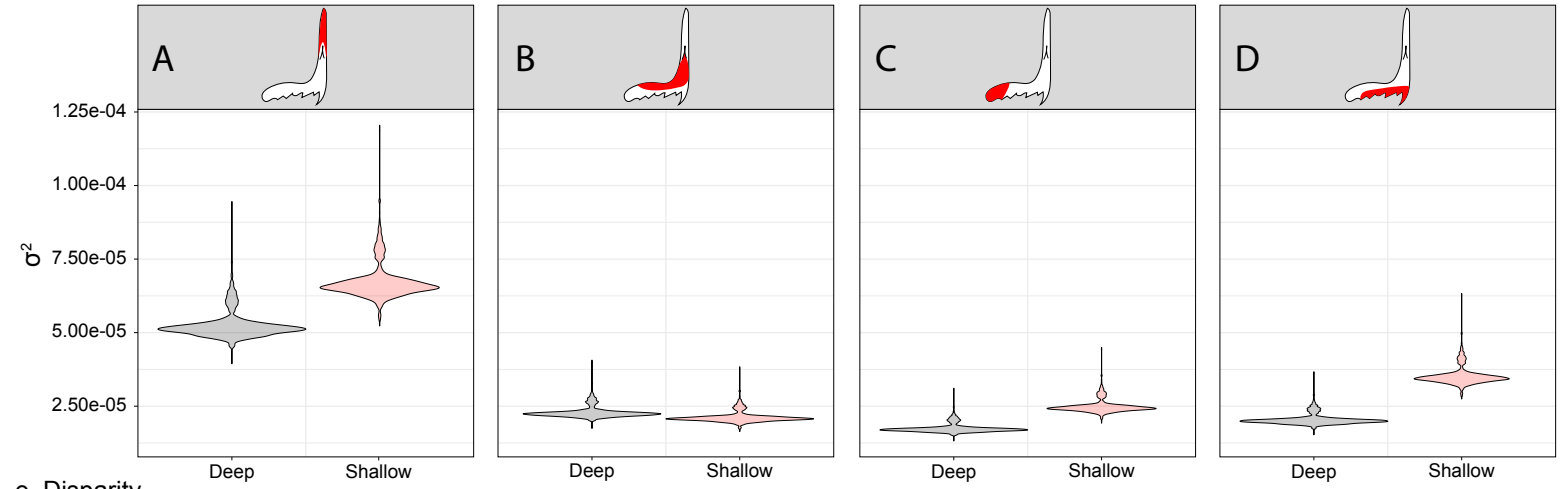 A B C D
1.25e-04
1.00e-04
7.50e-05
5.00e-05
2.50e-05
σ²
Deep Shallow Deep Shallow Deep Shallow Deep Shallow